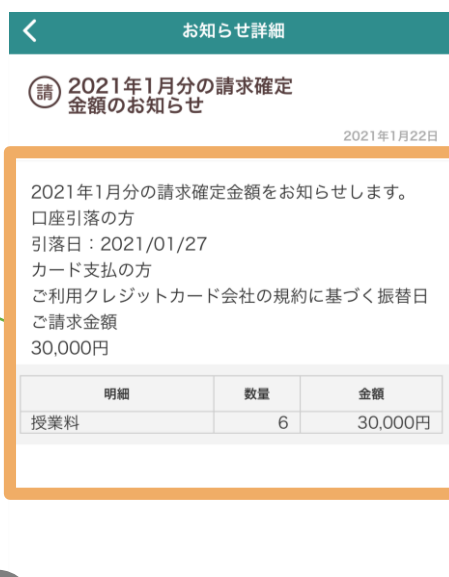 お知らせ詳細
請 2021年1月分の請求確定
金額のお知らせ
2021年1月22日
2021年1月分の請求確定金額をお知らせします。
口座引落の方
引落日：2021/01/27
カード支払の方
ご利用クレジットカード会社の規約に基づく振替日
ご請求金額
30,000円
明細 数量 金額
授業料 6 30,000円